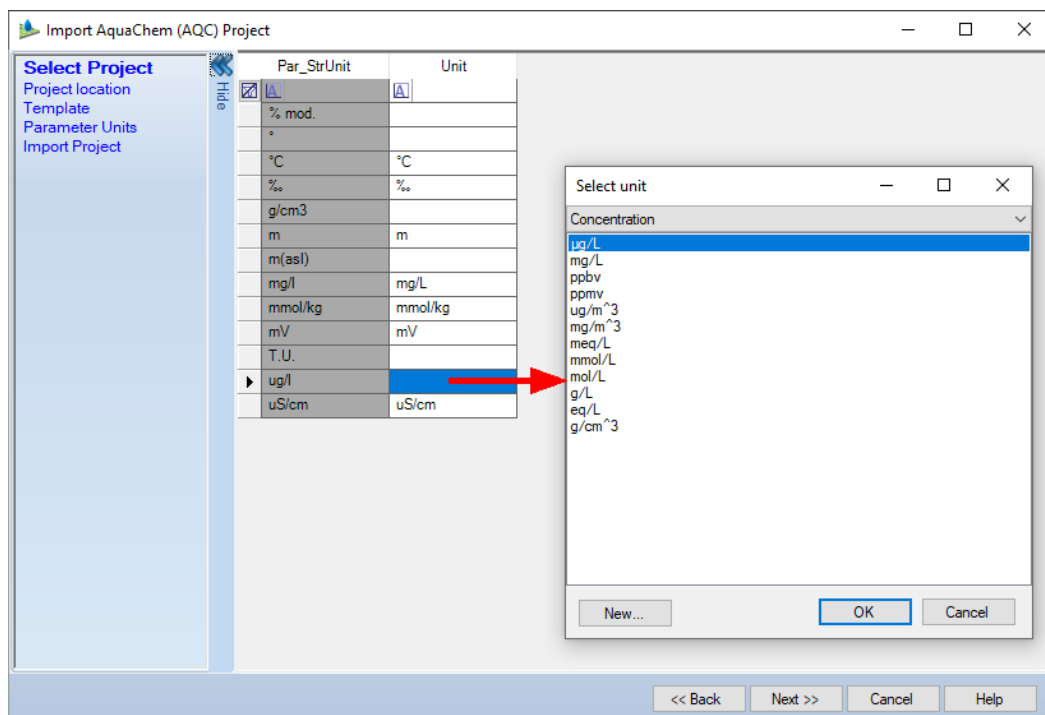 Import AquaChem (AQC) Project
Select Project
Project location
Template
Parameter Units
Import Project
Hide
Par_StrUnit Unit
A A
% mod.
°
°C °C
‰ ‰
g/cm3
m m
m(asl)
mg/l mg/L
mmol/kg mmol/kg
mV mV
T.U.
ug/l
uS/cm uS/cm
Select unit
Concentration
µg/L
mg/L
ppbv
ppmv
ug/m^3
mg/m^3
meq/L
mmol/L
mol/L
g/L
eq/L
g/cm^3
New... OK Cancel
<< Back Next >> Cancel Help